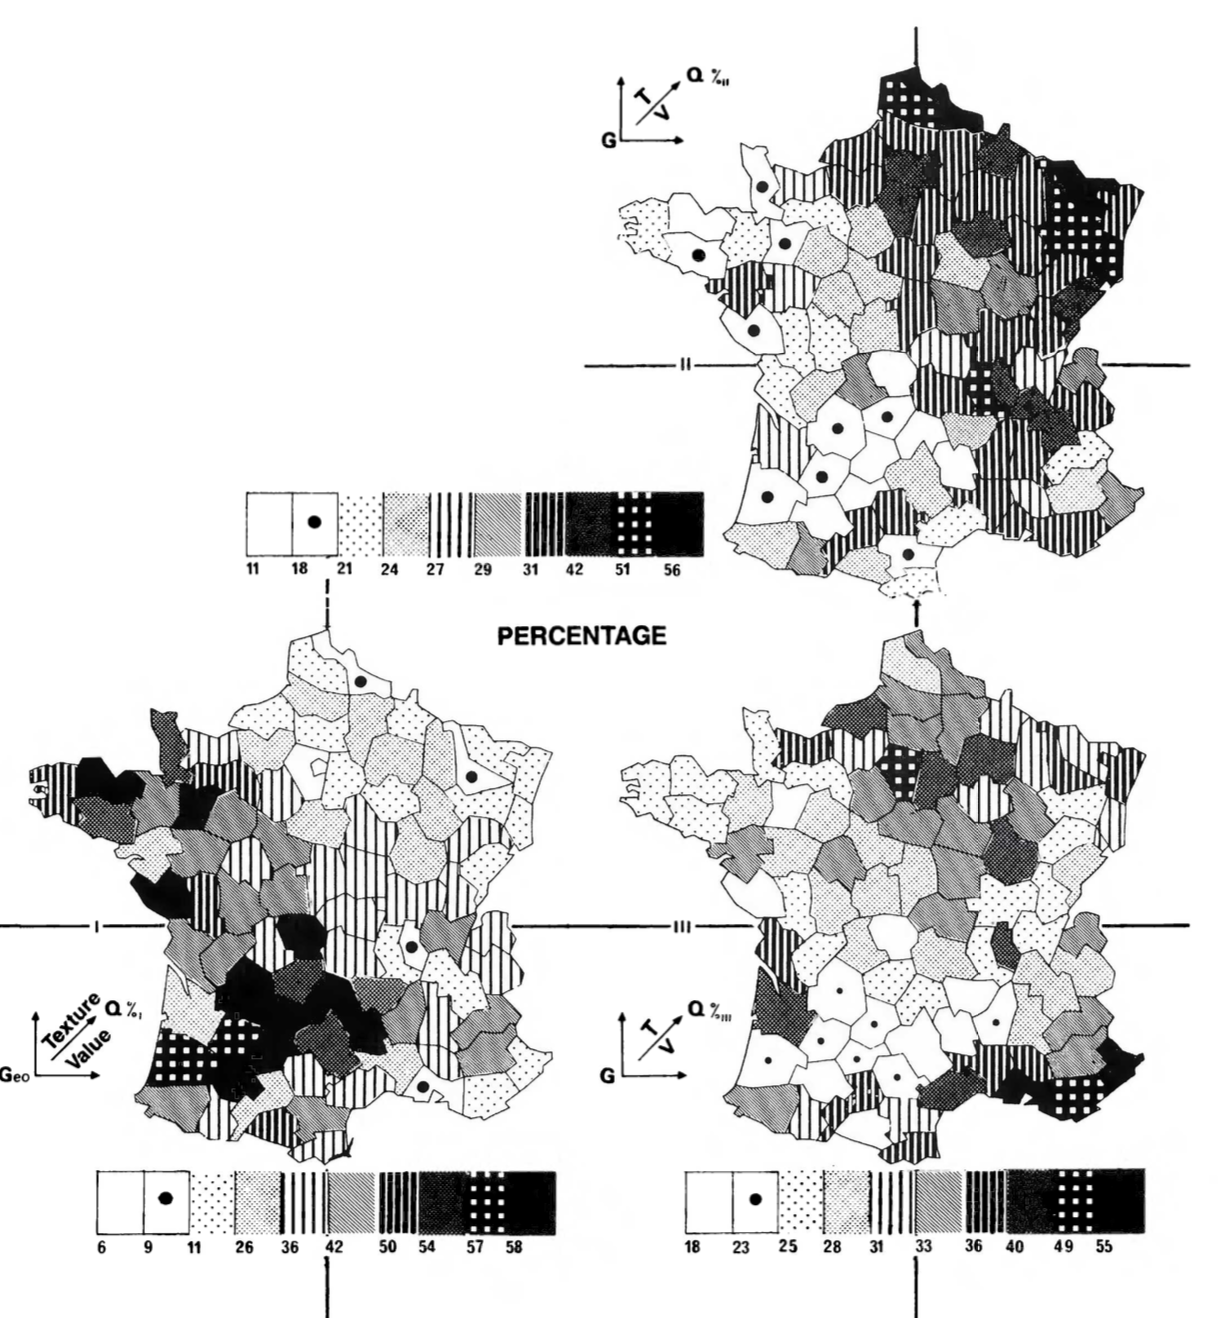 Q %II
T
V
G
II
11 18 21 24 27 29 31 42 51 56
PERCENTAGE
I
III
Texture
Value
Q %I
Geo
T
V
Q %III
G
6 9 11 26 36 42 50 54 57 58
18 23 25 28 31 33 36 40 49 55